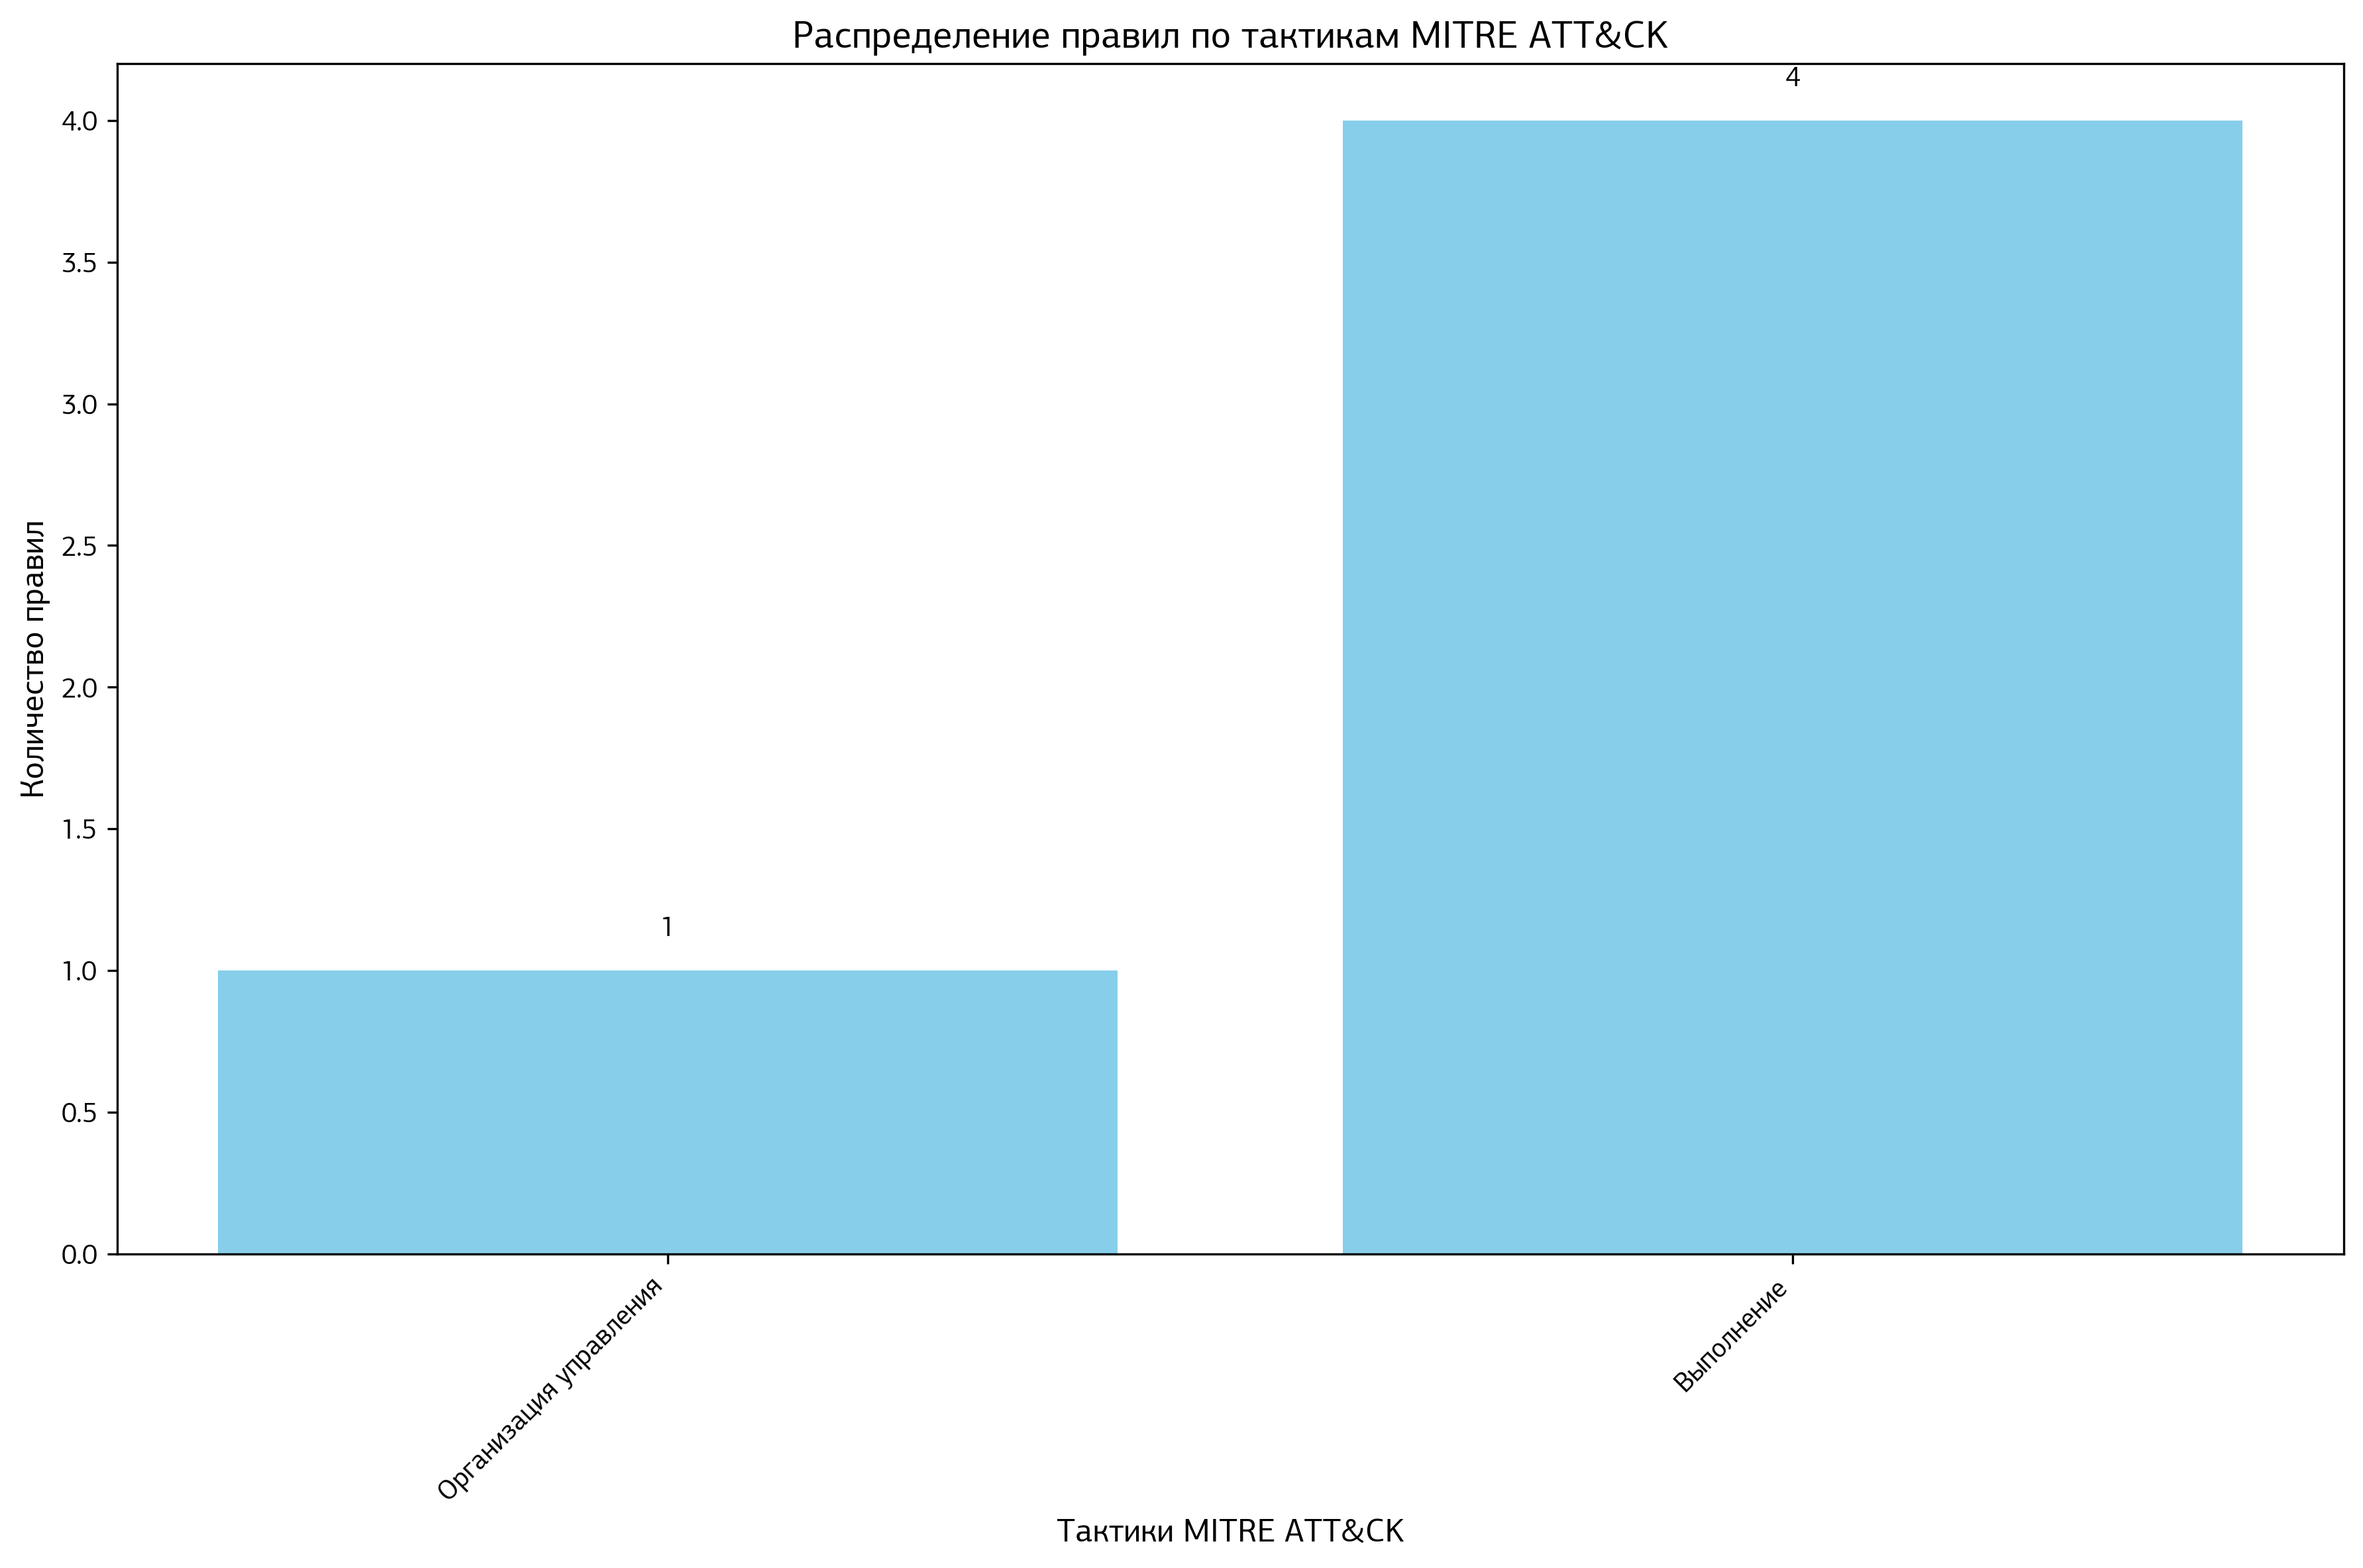 Распределение правил по тактикам MITRE ATT&CK
4
4.0
3.5
3.0
2.5
2.0
1.5
1
1.0
0.5
0.0
Количество правил
Организация управления
Выполнение
Тактики MITRE ATT&CK